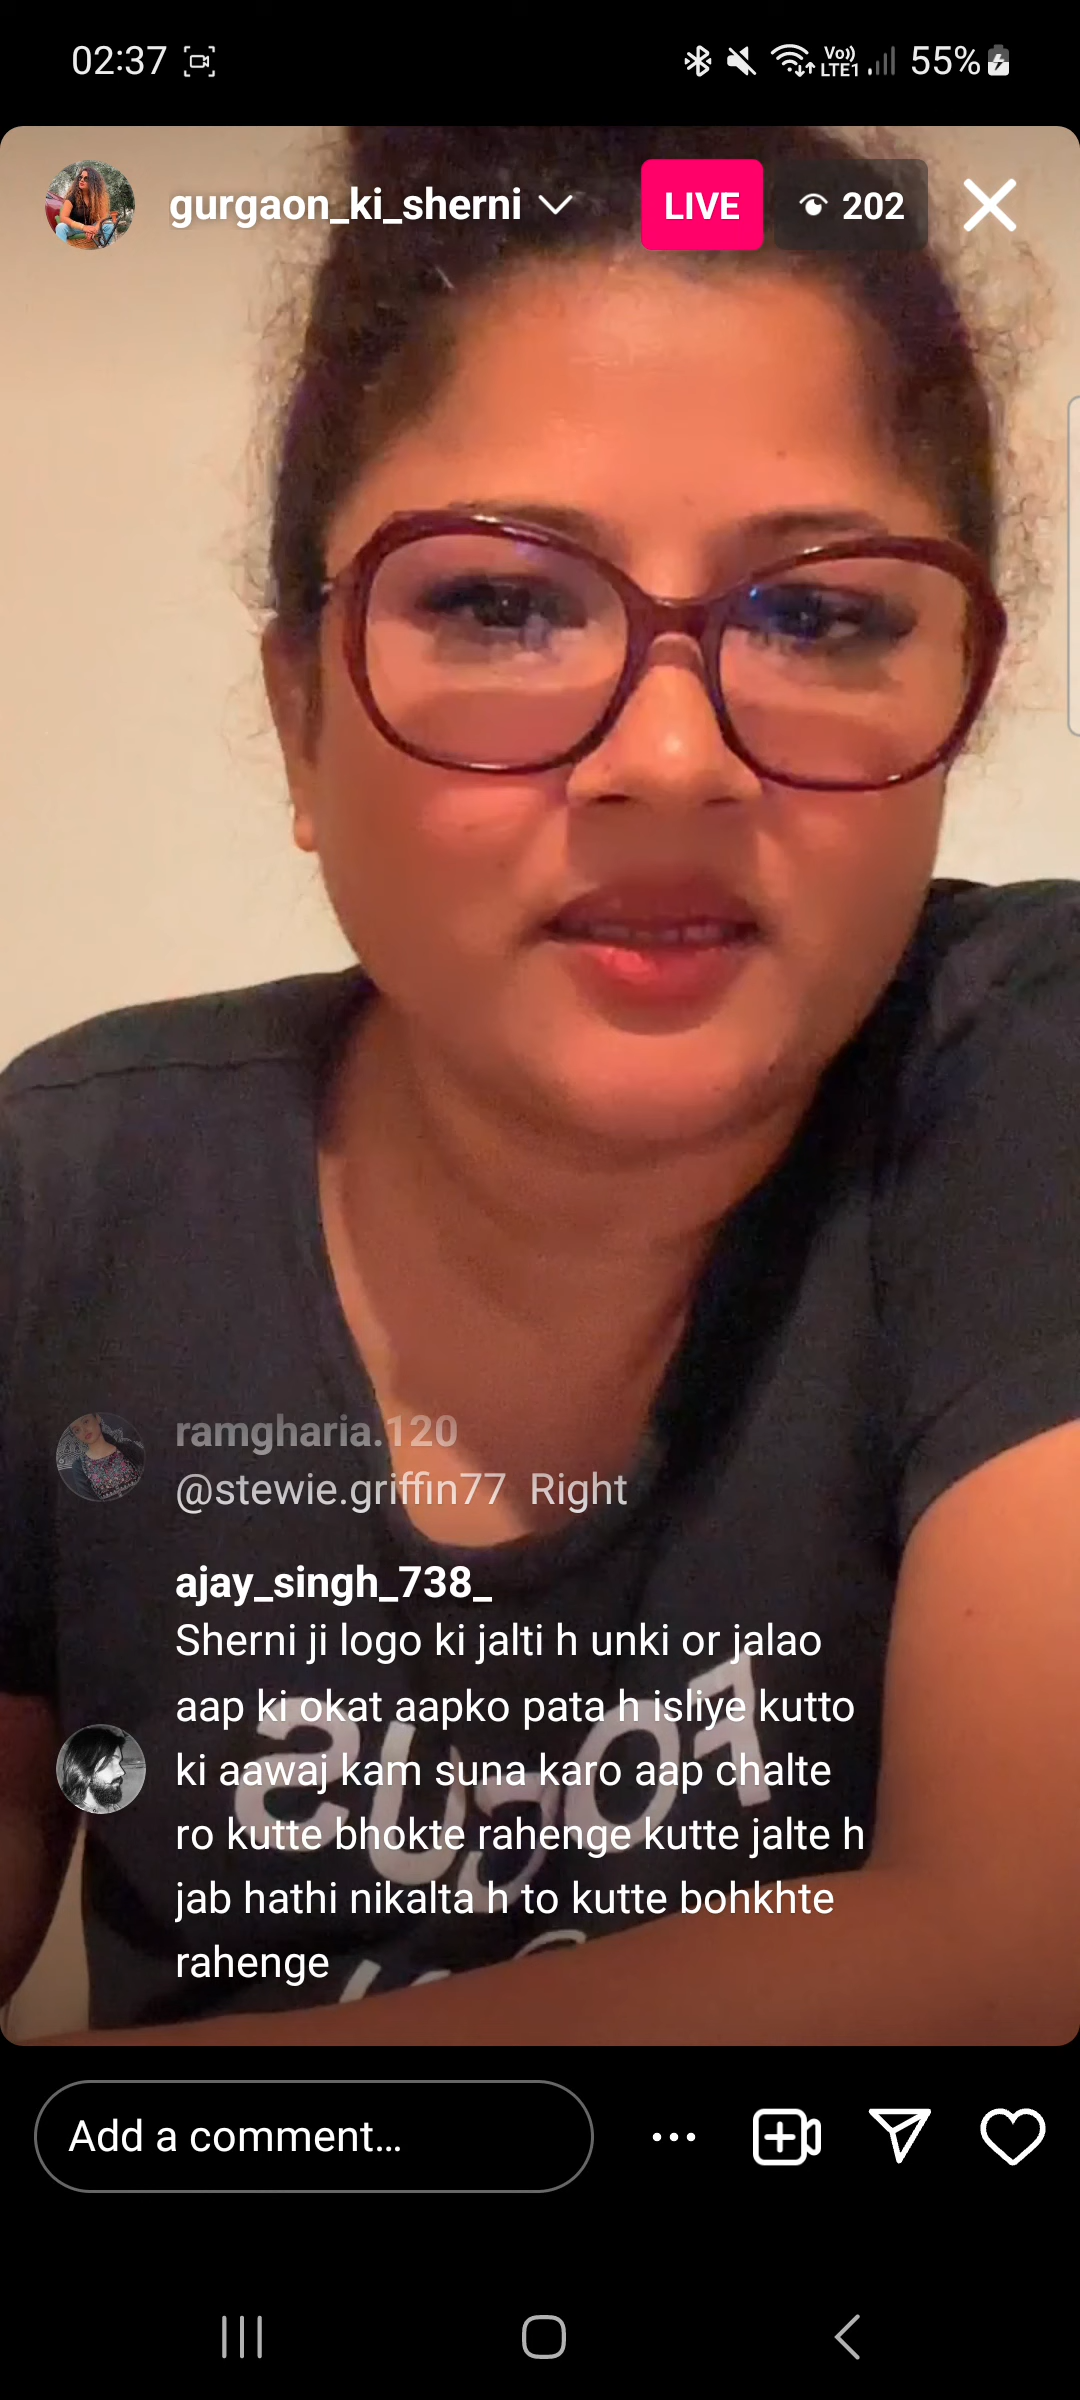 02:37 Vo)) LTE1 55%
gurgaon_ki_sherni LIVE 202
ramgharia.120
@stewie.griffin77 Right
ajay_singh_738_
Sherni ji logo ki jalti h unki or jalao
aap ki okat aapko pata h isliye kutto
ki aawaj kam suna karo aap chalte
ro kutte bhokte rahenge kutte jalte h
jab hathi nikalta h to kutte bohkhte
rahenge
Add a comment...